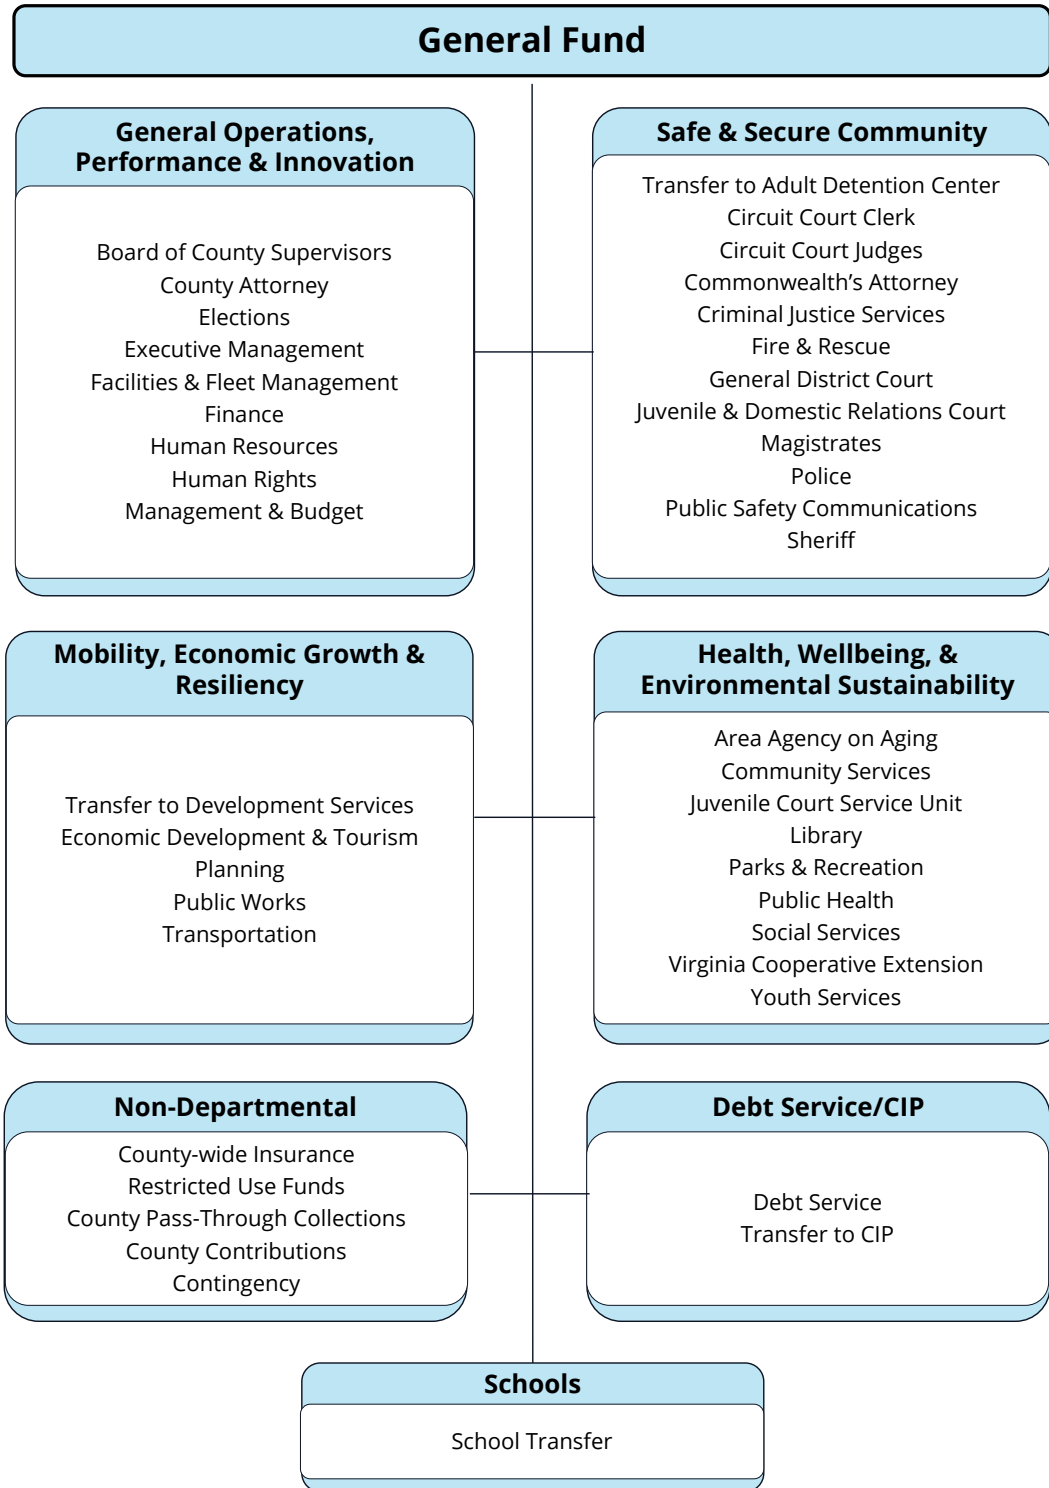 General Fund
General Operations,
Performance & Innovation
Board of County Supervisors
County Attorney
Elections
Executive Management
Facilities & Fleet Management
Finance
Human Resources
Human Rights
Management & Budget
Safe & Secure Community
Transfer to Adult Detention Center
Circuit Court Clerk
Circuit Court Judges
Commonwealth’s Attorney
Criminal Justice Services
Fire & Rescue
General District Court
Juvenile & Domestic Relations Court
Magistrates
Police
Public Safety Communications
Sheriff
Mobility, Economic Growth &
Resiliency
Transfer to Development Services
Economic Development & Tourism
Planning
Public Works
Transportation
Health, Wellbeing, &
Environmental Sustainability
Area Agency on Aging
Community Services
Juvenile Court Service Unit
Library
Parks & Recreation
Public Health
Social Services
Virginia Cooperative Extension
Youth Services
Non-Departmental
County-wide Insurance
Restricted Use Funds
County Pass-Through Collections
County Contributions
Contingency
Debt Service/CIP
Debt Service
Transfer to CIP
Schools
School Transfer